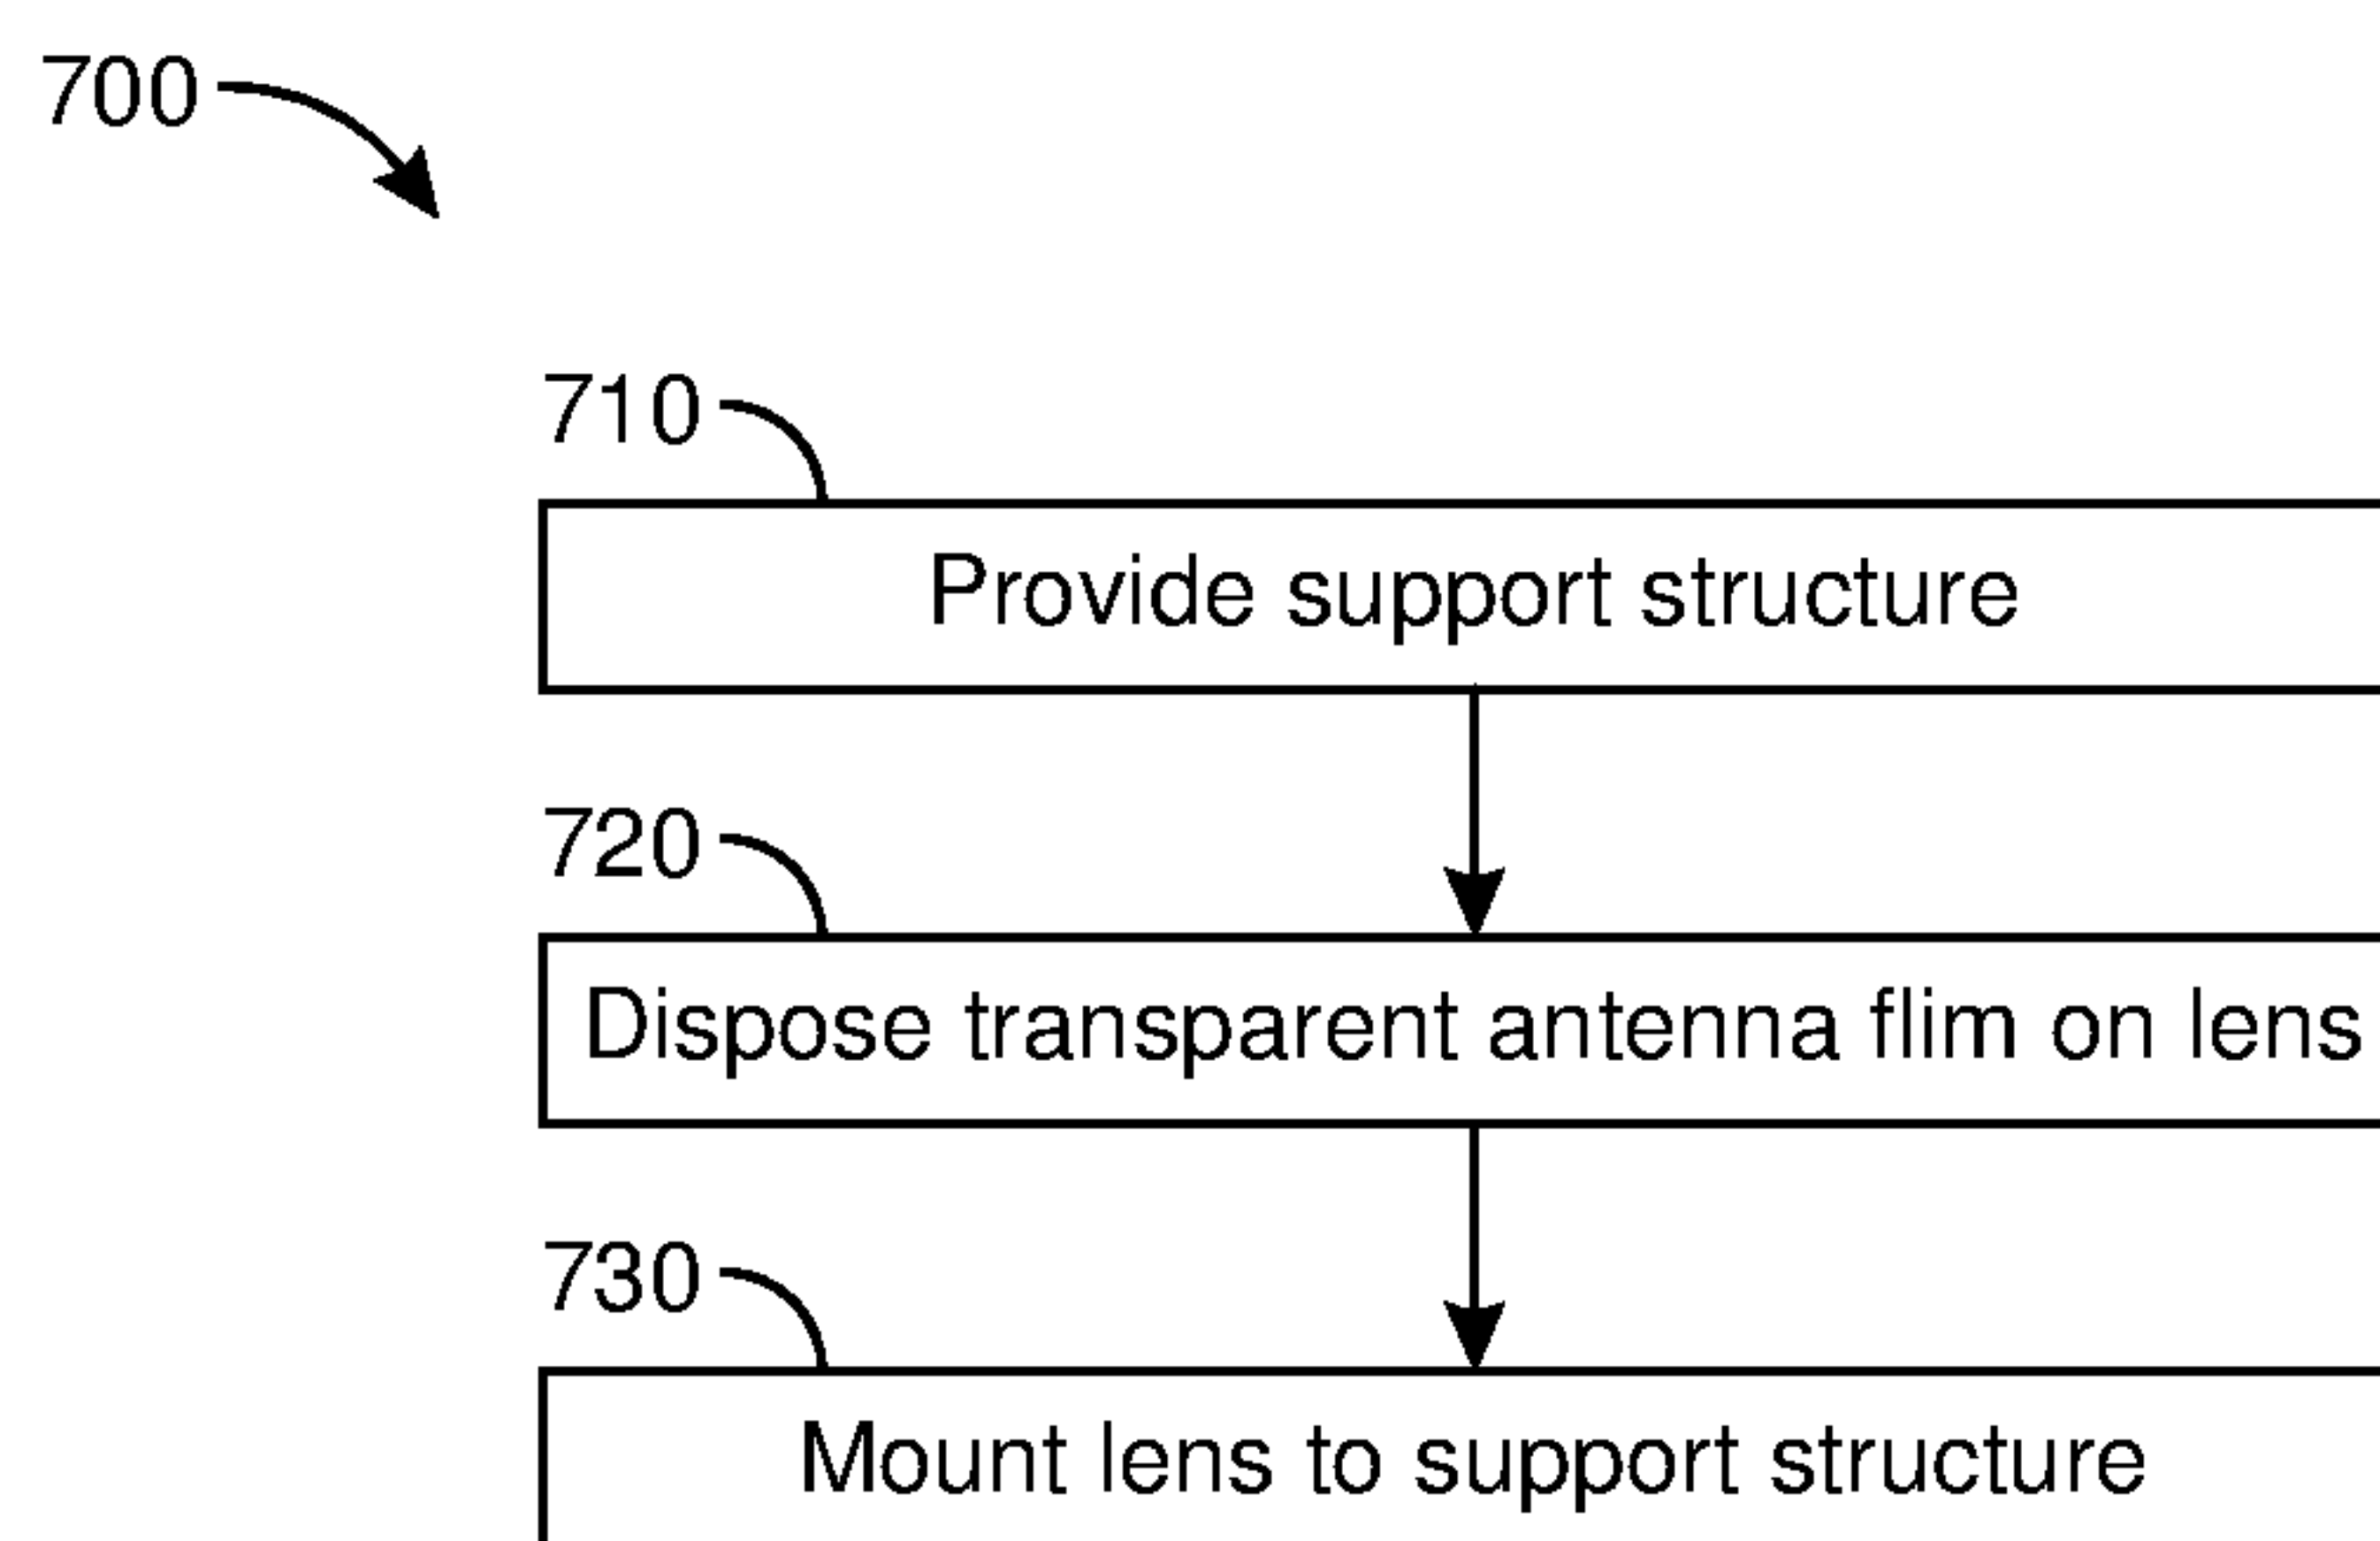 700
710
Provide support structure
720
Dispose transparent antenna flim on lens
730
Mount lens to support structure